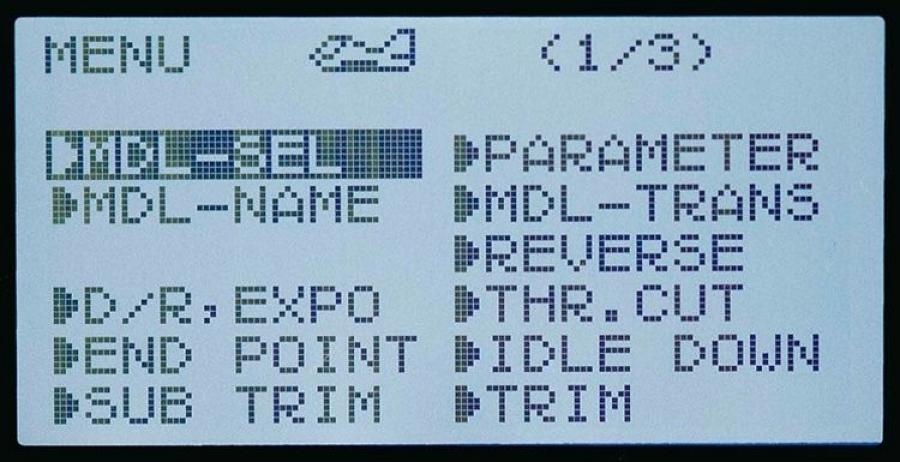 MENU (1/3)
▶MDL-SEL ▶PARAMETER
▶MDL-NAME ▶MDL-TRANS
▶REVERSE
▶D/R,EXPO ▶THR.CUT
▶END POINT ▶IDLE DOWN
▶SUB TRIM ▶TRIM